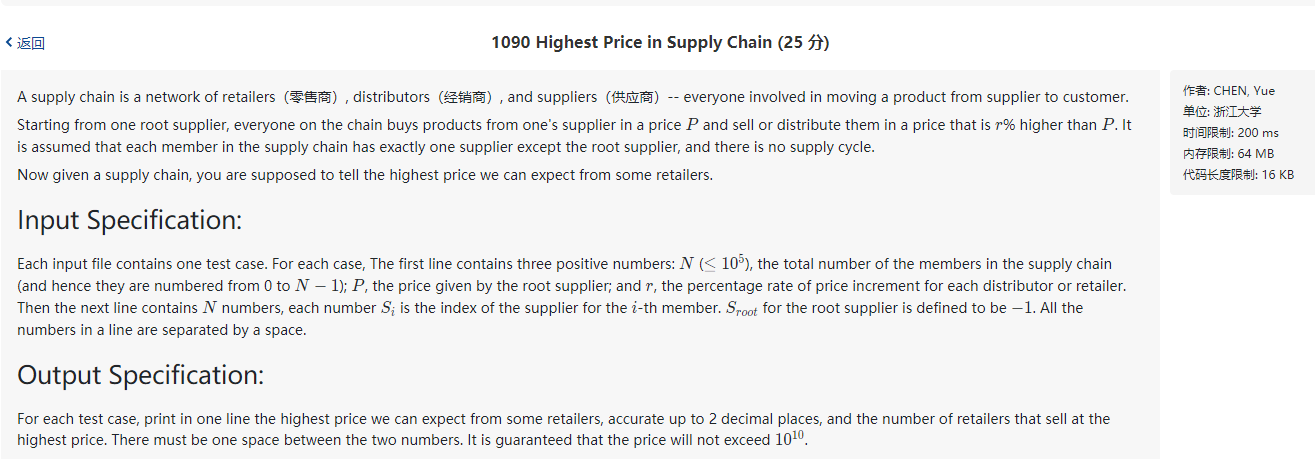 返回
1090 Highest Price in Supply Chain (25 分)
A supply chain is a network of retailers（零售商）, distributors（经销商）, and suppliers（供应商）-- everyone involved in moving a product from supplier to customer.
Starting from one root supplier, everyone on the chain buys products from one's supplier in a price P and sell or distribute them in a price that is r% higher than P. It
is assumed that each member in the supply chain has exactly one supplier except the root supplier, and there is no supply cycle.
Now given a supply chain, you are supposed to tell the highest price we can expect from some retailers.
Input Specification:
Each input file contains one test case. For each case, The first line contains three positive numbers: N (≤ 10⁵), the total number of the members in the supply chain
(and hence they are numbered from 0 to N − 1); P, the price given by the root supplier; and r, the percentage rate of price increment for each distributor or retailer.
Then the next line contains N numbers, each number Sᵢ is the index of the supplier for the i-th member. S_root for the root supplier is defined to be −1. All the
numbers in a line are separated by a space.
Output Specification:
For each test case, print in one line the highest price we can expect from some retailers, accurate up to 2 decimal places, and the number of retailers that sell at the
highest price. There must be one space between the two numbers. It is guaranteed that the price will not exceed 10¹⁰.
作者: CHEN, Yue
单位: 浙江大学
时间限制: 200 ms
内存限制: 64 MB
代码长度限制: 16 KB